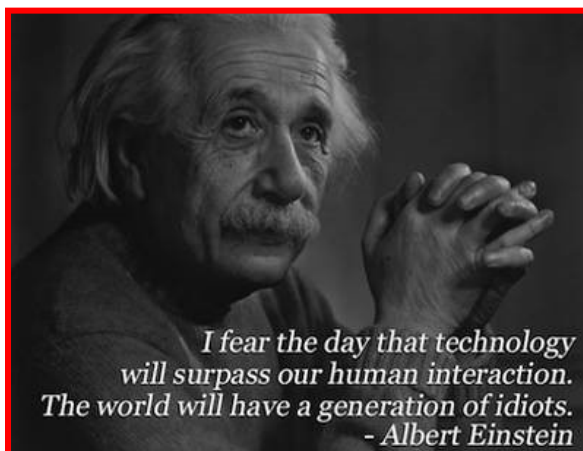 I fear the day that technology
will surpass our human interaction.
The world will have a generation of idiots.
- Albert Einstein